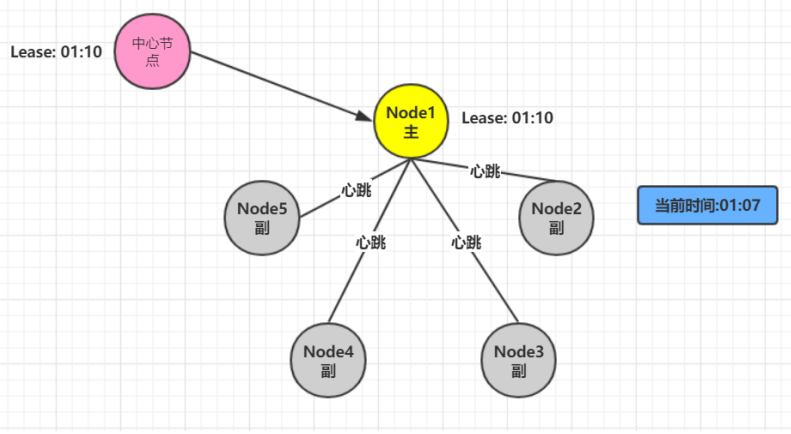 Lease: 01:10
中心节
点
Node1
主
Lease: 01:10
心跳
心跳
心跳
心跳
Node5
副
Node2
副
当前时间:01:07
Node4
副
Node3
副